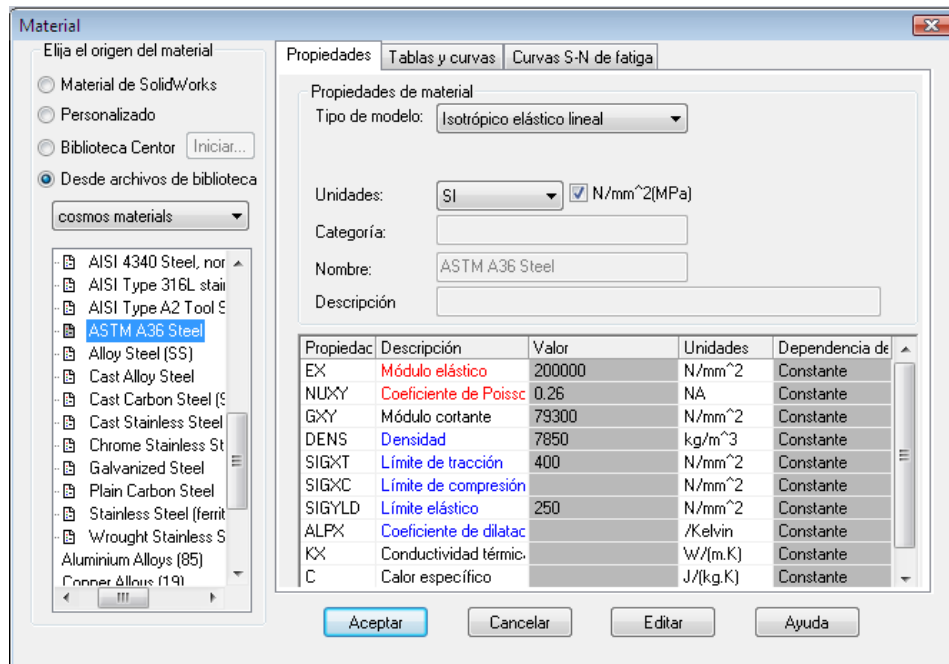 Material
Elija el origen del material
Material de SolidWorks
Personalizado
Biblioteca Centor Iniciar...
Desde archivos de biblioteca
cosmos materials
AISI 4340 Steel, nor
AISI Type 316L stai
AISI Type A2 Tool S
ASTM A36 Steel
Alloy Steel (SS)
Cast Alloy Steel
Cast Carbon Steel (S
Cast Stainless Steel
Chrome Stainless St
Galvanized Steel
Plain Carbon Steel
Stainless Steel (ferrit
Wrought Stainless S
Aluminium Alloys (85)
Copper Alloys (19)
Propiedades Tablas y curvas Curvas S-N de fatiga
Propiedades de material
Tipo de modelo: Isotrópico elástico lineal
Unidades: SI N/mm^2(MPa)
Categoría:
Nombre: ASTM A36 Steel
Descripción
Propiedad Descripción Valor Unidades Dependencia de
EX Módulo elástico 200000 N/mm^2 Constante
NUXY Coeficiente de Poisso 0.26 NA Constante
GXY Módulo cortante 79300 N/mm^2 Constante
DENS Densidad 7850 kg/m^3 Constante
SIGXT Límite de tracción 400 N/mm^2 Constante
SIGXC Límite de compresión N/mm^2 Constante
SIGYLD Límite elástico 250 N/mm^2 Constante
ALPX Coeficiente de dilatac /Kelvin Constante
KX Conductividad térmic. W/(m.K) Constante
C Calor específico J/(kg.K) Constante
Aceptar Cancelar Editar Ayuda